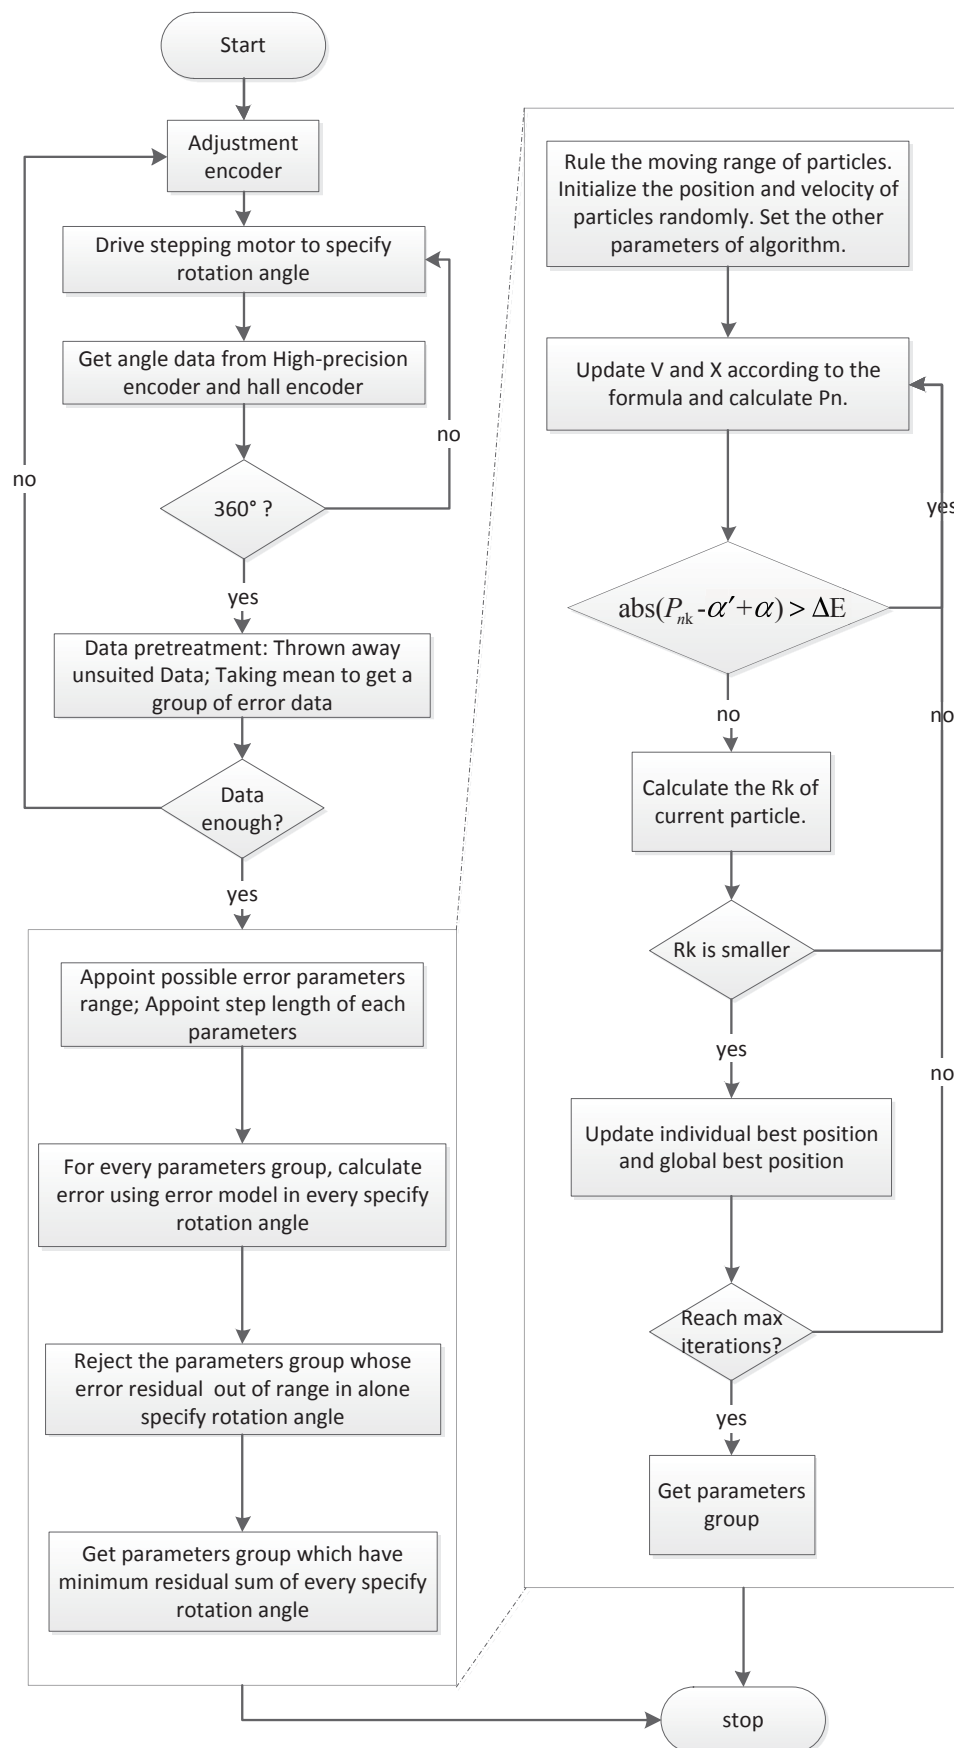 Start
Adjustment
encoder
Drive stepping motor to specify
rotation angle
Get angle data from High-precision
encoder and hall encoder
no
no
360° ?
yes
Data pretreatment: Thrown away
unsuited Data; Taking mean to get a
group of error data
Data
enough?
yes
Appoint possible error parameters
range; Appoint step length of each
parameters
For every parameters group, calculate
error using error model in every specify
rotation angle
Reject the parameters group whose
error residual out of range in alone
specify rotation angle
Get parameters group which have
minimum residual sum of every specify
rotation angle
Rule the moving range of particles.
Initialize the position and velocity of
particles randomly. Set the other
parameters of algorithm.
Update V and X according to the
formula and calculate Pn.
yes
abs(Pnk-α′+α) > ΔE
no
no
Calculate the Rk of
current particle.
Rk is smaller
yes
no
Update individual best position
and global best position
Reach max
iterations?
yes
Get parameters
group
stop